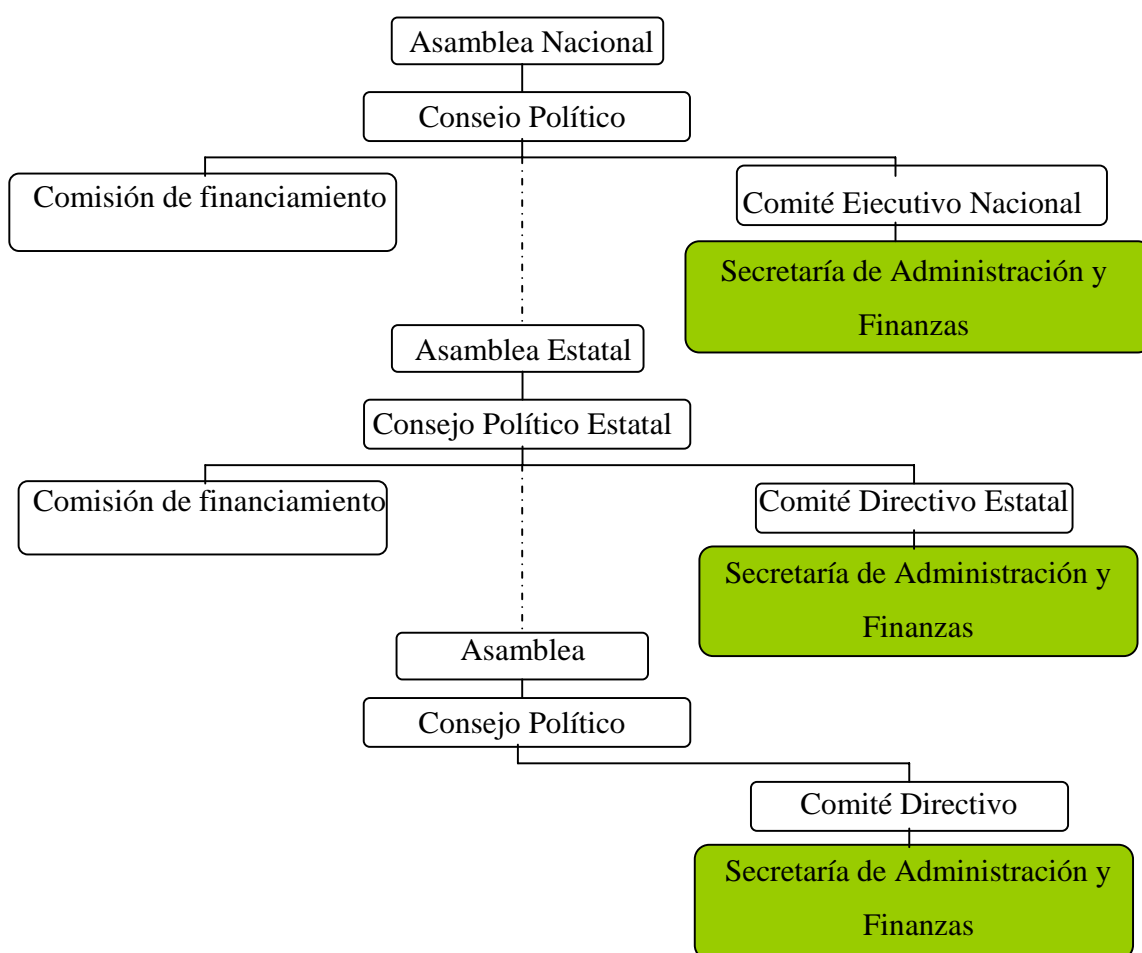 Asamblea Nacional
Consejo Político
Comisión de financiamiento
Comité Ejecutivo Nacional
Secretaría de Administración y
Finanzas
Asamblea Estatal
Consejo Político Estatal
Comisión de financiamiento
Comité Directivo Estatal
Secretaría de Administración y
Finanzas
Asamblea
Consejo Político
Comité Directivo
Secretaría de Administración y
Finanzas